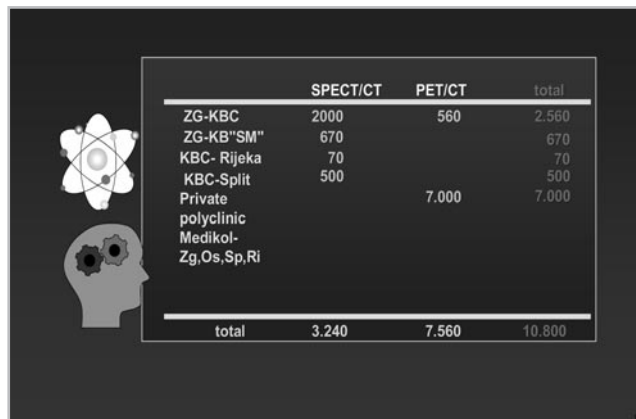 SPECT/CT PET/CT total
ZG-KBC 2000 560 2.560
ZG-KB"SM" 670 670
KBC- Rijeka 70 70
KBC-Split 500 500
Private 7.000 7.000
polyclinic
Medikol-
Zg,Os,Sp,Ri
total 3.240 7.560 10.800